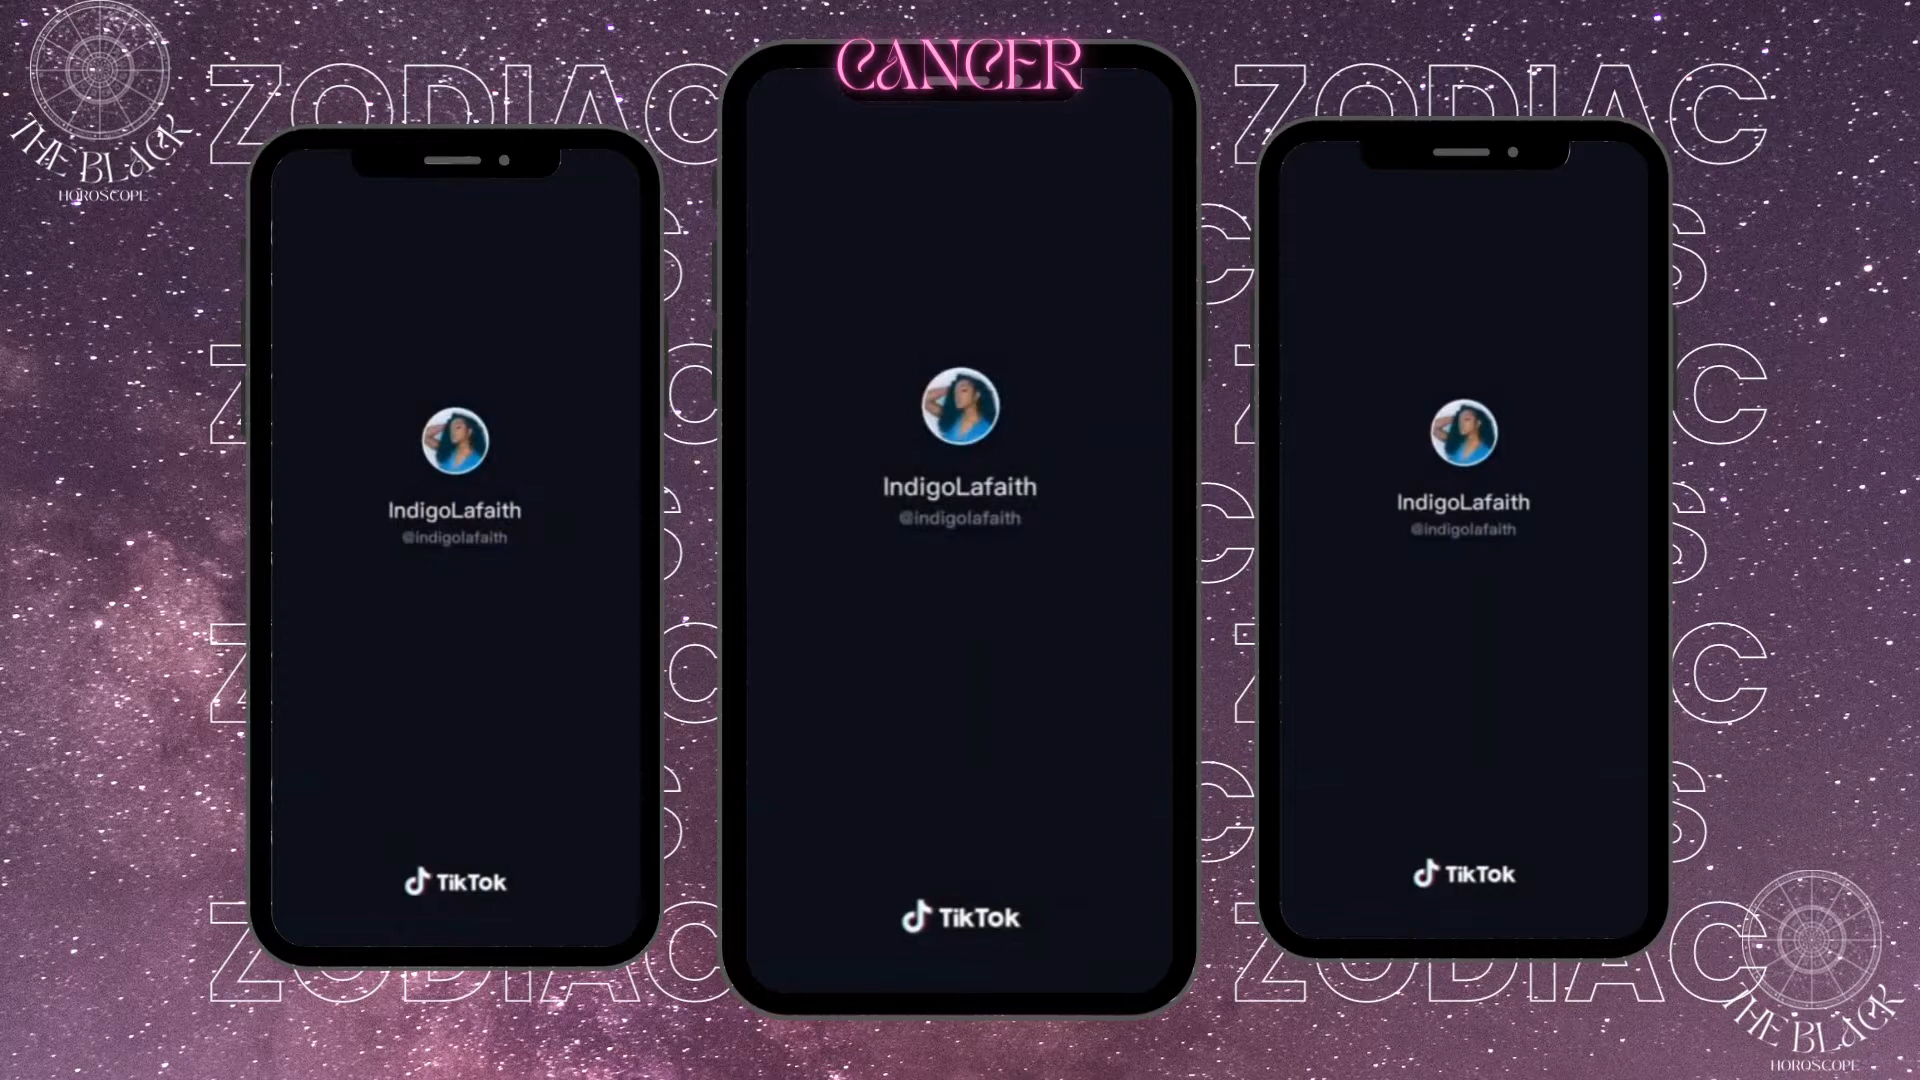 CANCER
ZODIAC ZODIAC
THE BLACK
HOROSCOPE
IndigoLafaith
@indigolafaith
TikTok
IndigoLafaith
@indigolafaith
TikTok
IndigoLafaith
@indigolafaith
TikTok
ZODIAC ZODIAC
THE BLACK
HOROSCOPE